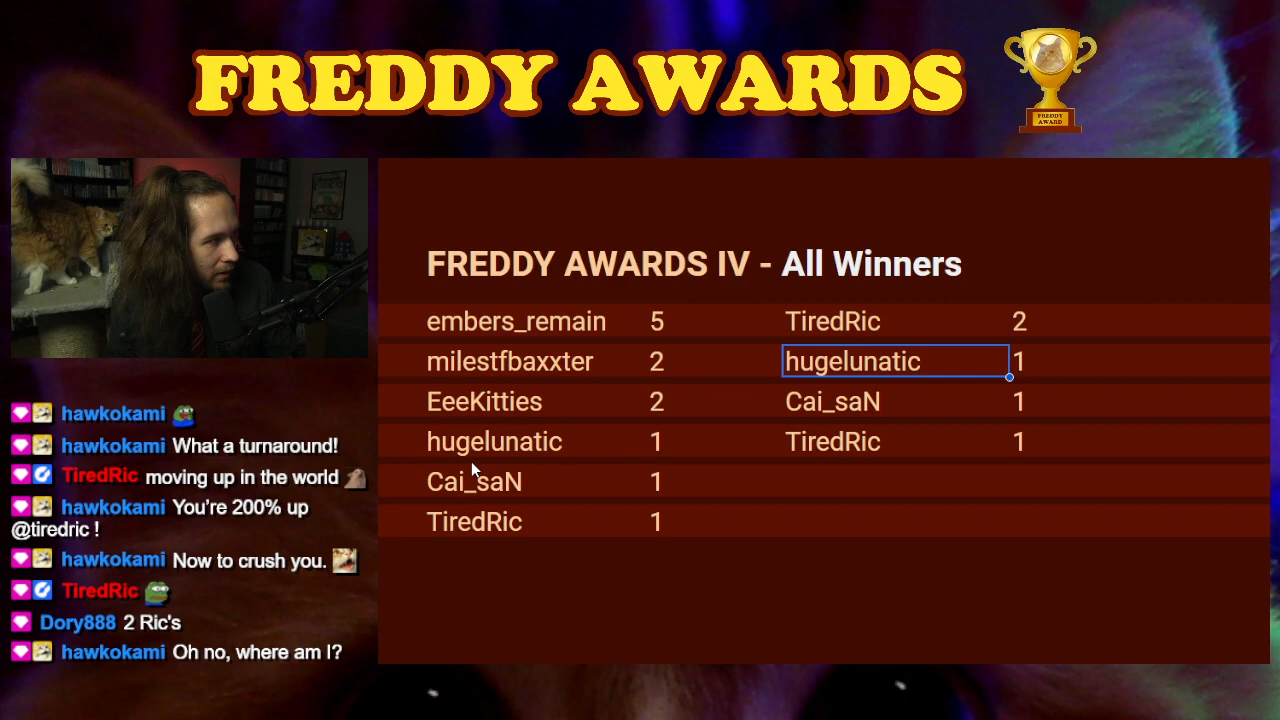 FREDDY AWARDS
FREDDY
AWARD
FREDDY AWARDS IV - All Winners
embers_remain 5 TiredRic 2
milestfbaxxter 2 hugelunatic 1
EeeKitties 2 Cai_saN 1
hugelunatic 1 TiredRic 1
Cai_saN 1
TiredRic 1
hawkokami
hawkokami What a turnaround!
TiredRic moving up in the world
hawkokami You're 200% up
@tiredric !
hawkokami Now to crush you.
TiredRic
Dory888 2 Ric's
hawkokami Oh no, where am I?